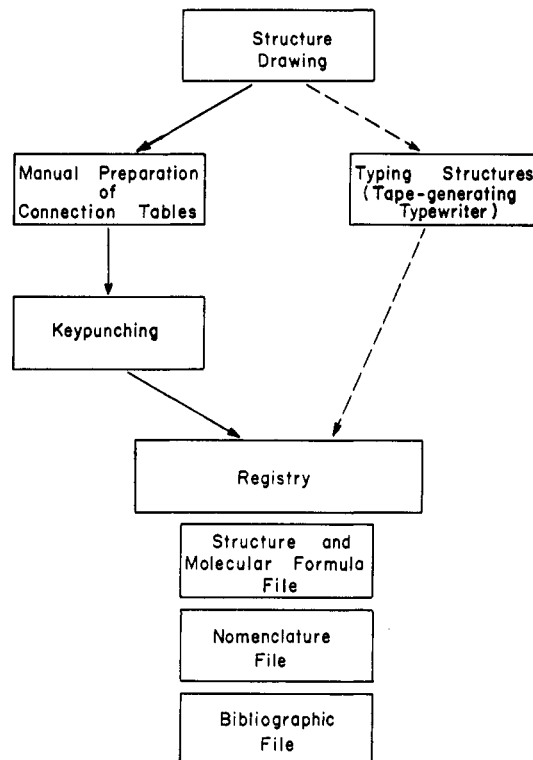 Structure
Drawing
Manual Preparation
of
Connection Tables
Typing Structures
(Tape-generating
Typewriter)
Keypunching
Registry
Structure and
Molecular Formula
File
Nomenclature
File
Bibliographic
File